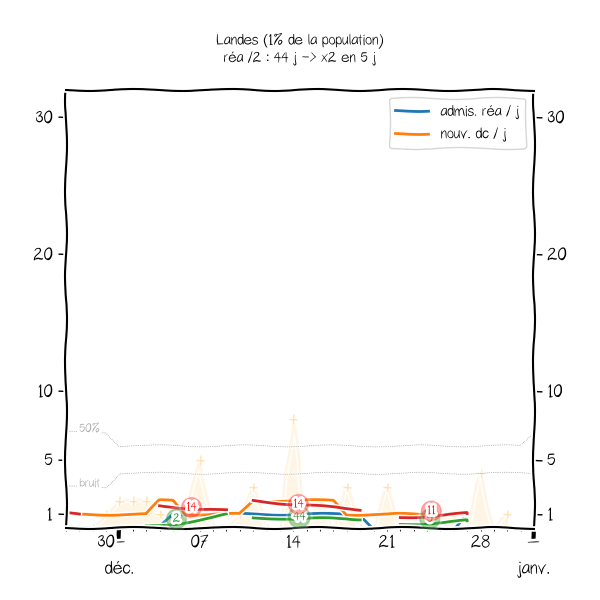 Landes (1% de la population)
réa /2 : 44 j -> x2 en 5 j
admis. réa / j
nouv. dc / j
30 30
20 20
10 10
50%
5 5
bruit
14 14 11
2 44
1 1
30 07 14 21 28
déc. janv.